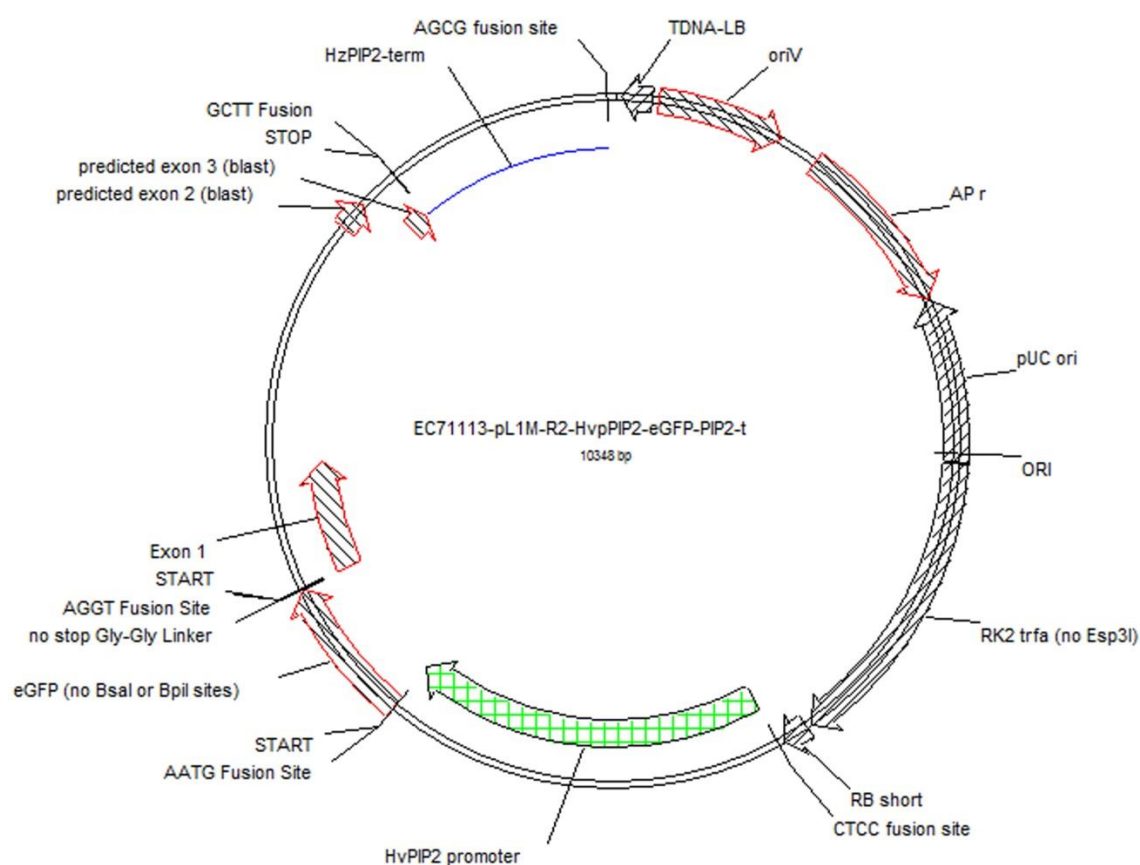 AGCG fusion site
TDNA-LB
HzPIP2-term
oriV
GCTT Fusion
STOP
predicted exon 3 (blast)
predicted exon 2 (blast)
AP r
pUC ori
EC71113-pL1M-R2-HvpPIP2-eGFP-PIP2-t
10348 bp
ORI
Exon 1
START
AGGT Fusion Site
no stop Gly-Gly Linker
RK2 trfa (no Esp3I)
eGFP (no BsaI or BpiI sites)
START
AATG Fusion Site
RB short
CTCC fusion site
HvPIP2 promoter